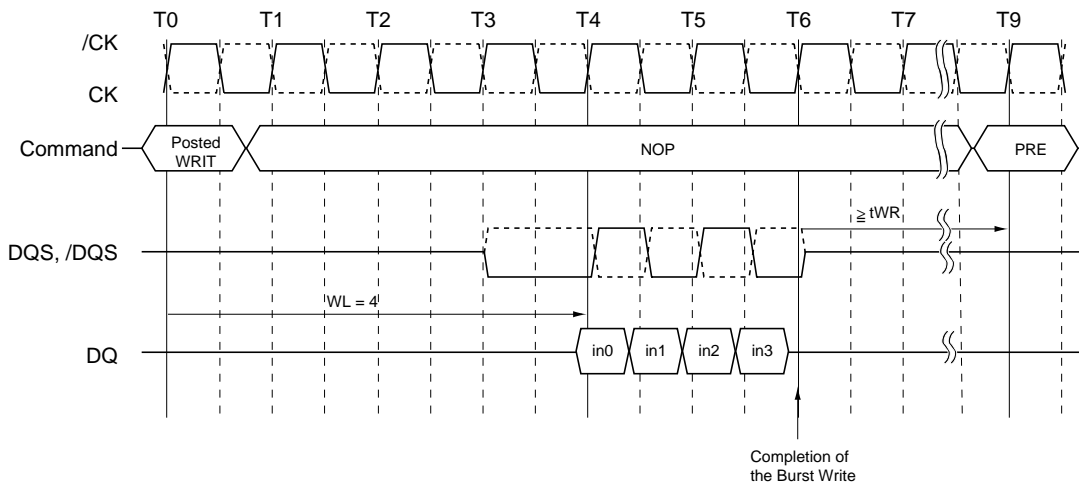 T0 T1 T2 T3 T4 T5 T6 T7 T9
/CK
CK
Command
Posted
WRIT
NOP
PRE
≧ tWR
DQS, /DQS
WL = 4
DQ
in0 in1 in2 in3
Completion of
the Burst Write